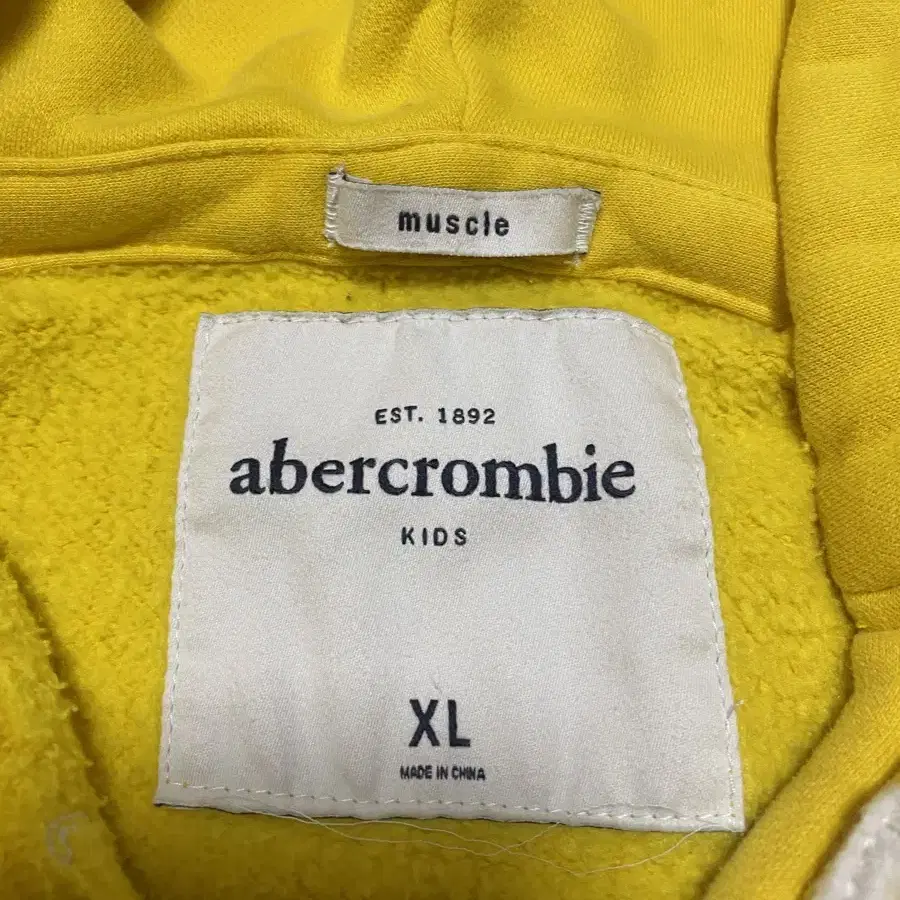 muscle
EST. 1892
abercrombie
KIDS
XL
MADE IN CHINA